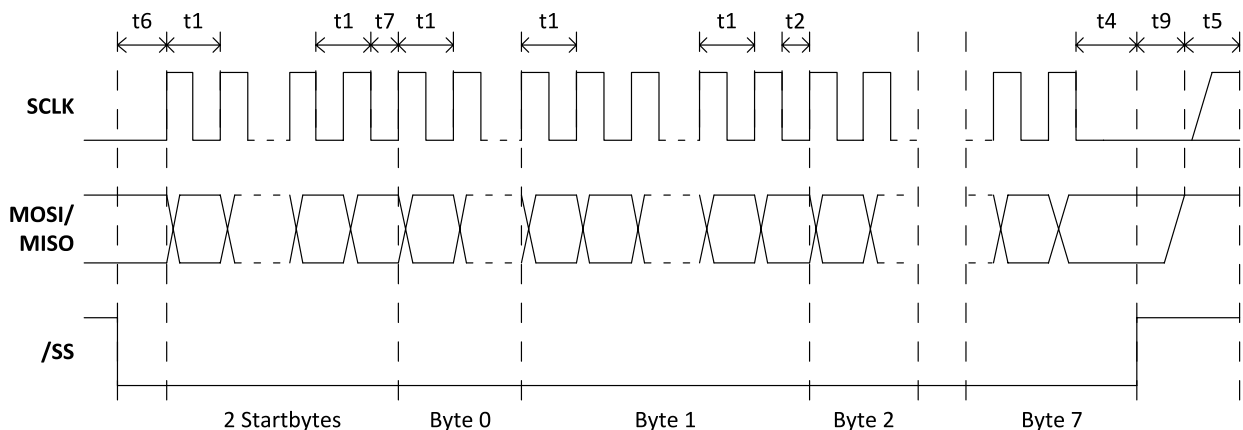 t6 t1 t1 t7 t1 t1 t1 t2 t4 t9 t5
SCLK
MOSI/
MISO
/SS
2 Startbytes Byte 0 Byte 1 Byte 2 Byte 7